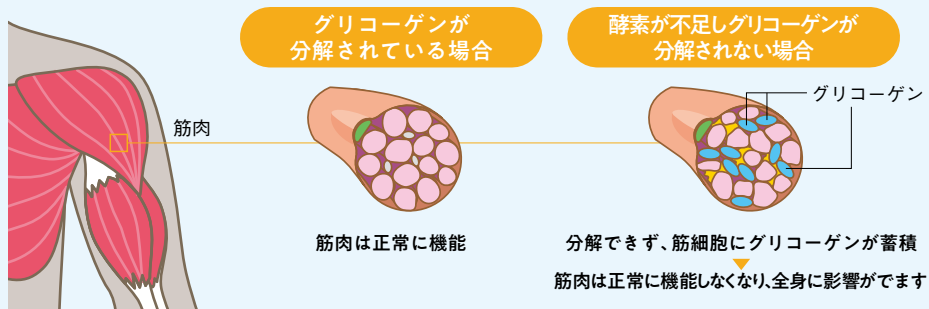 グリコーゲンが
分解されている場合
酵素が不足しグリコーゲンが
分解されない場合
グリコーゲン
筋肉
筋肉は正常に機能
分解できず、筋細胞にグリコーゲンが蓄積
筋肉は正常に機能しなくなり、全身に影響がでます